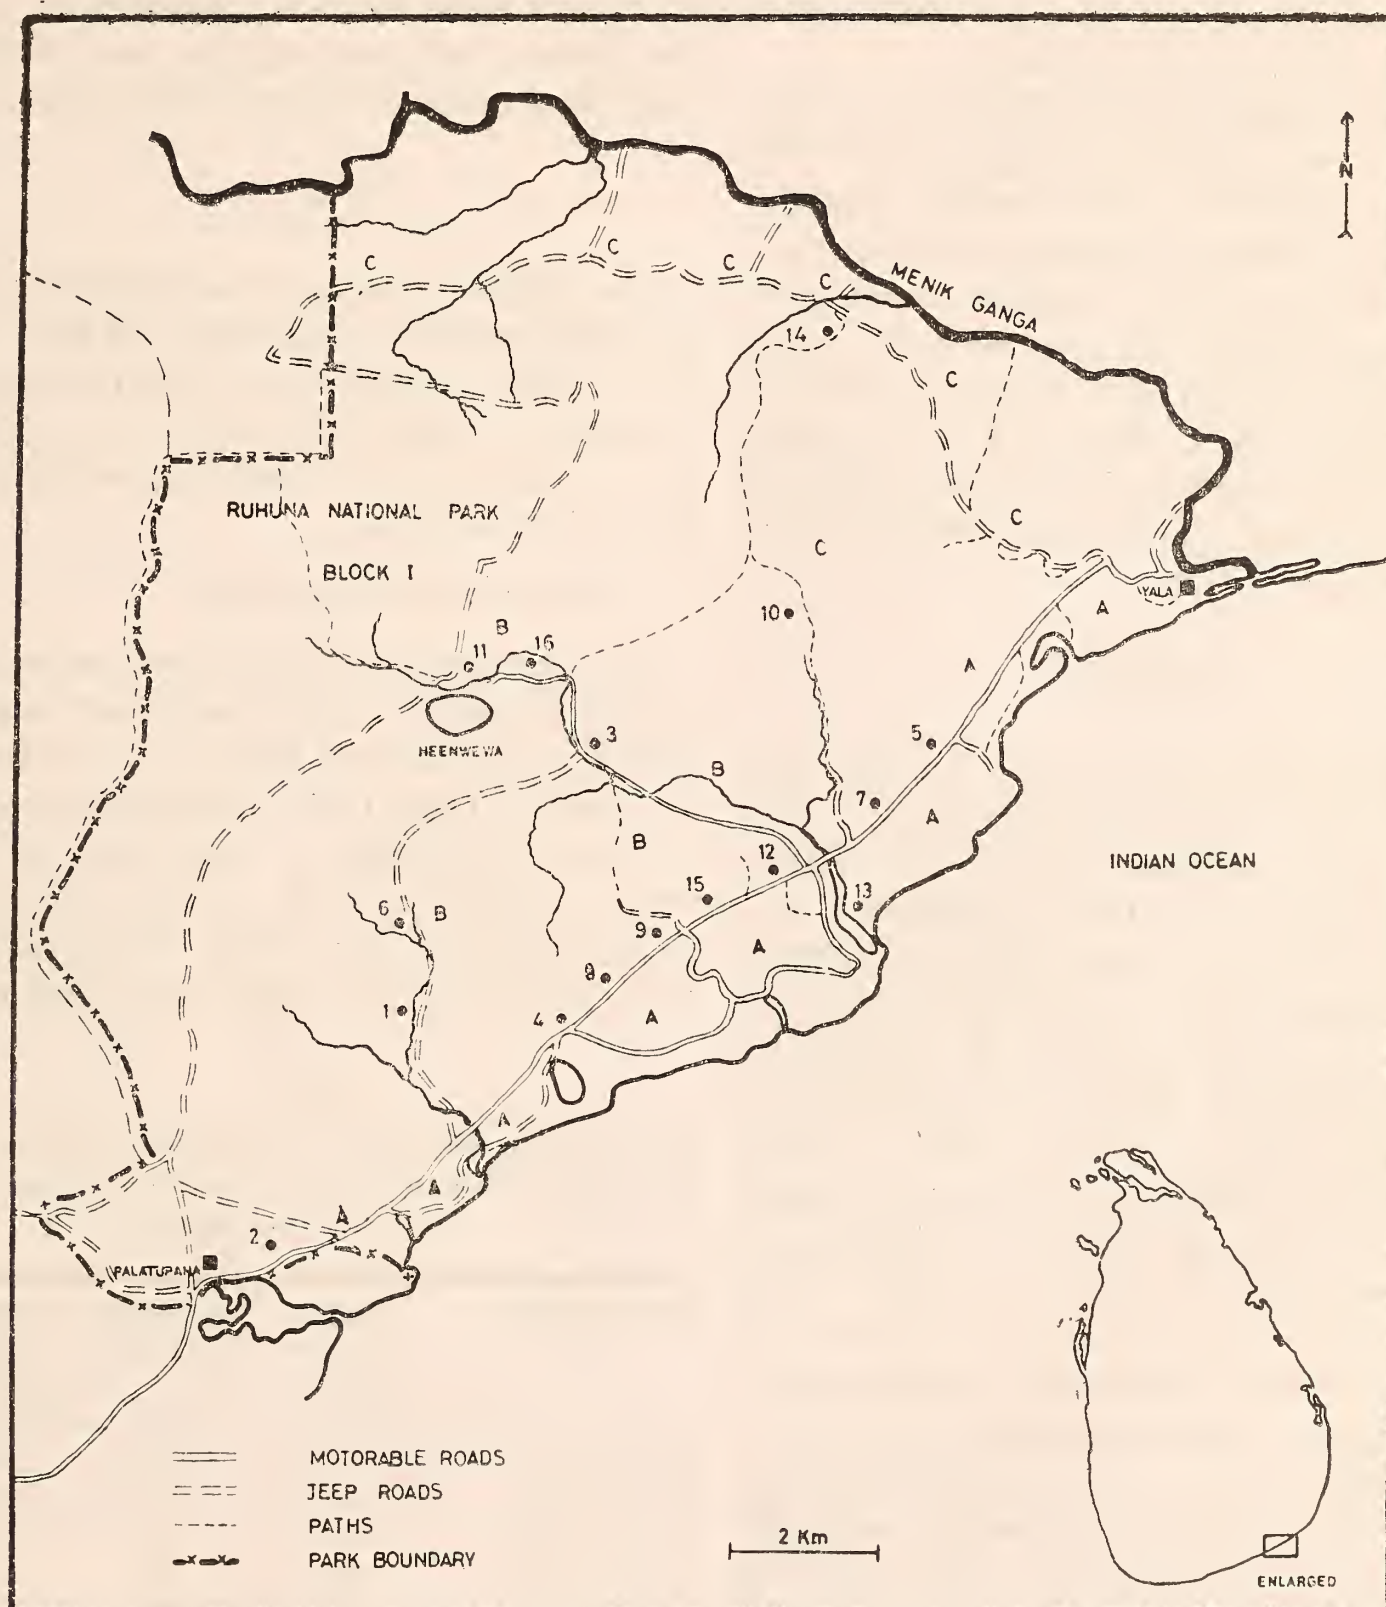 N
C
C
C
C
MENIK GANGA
14
C
RUHUNA NATIONAL PARK
C
BLOCK I
C
YALA
A
10
B
16
11
A
HEENWEWA
3
5
B
7
A
B
12
INDIAN OCEAN
15
13
6
B
9
A
8
1
4
A
A
A
A
2
PALATUPANA
MOTORABLE ROADS
JEEP ROADS
PATHS
PARK BOUNDARY
2 Km
ENLARGED